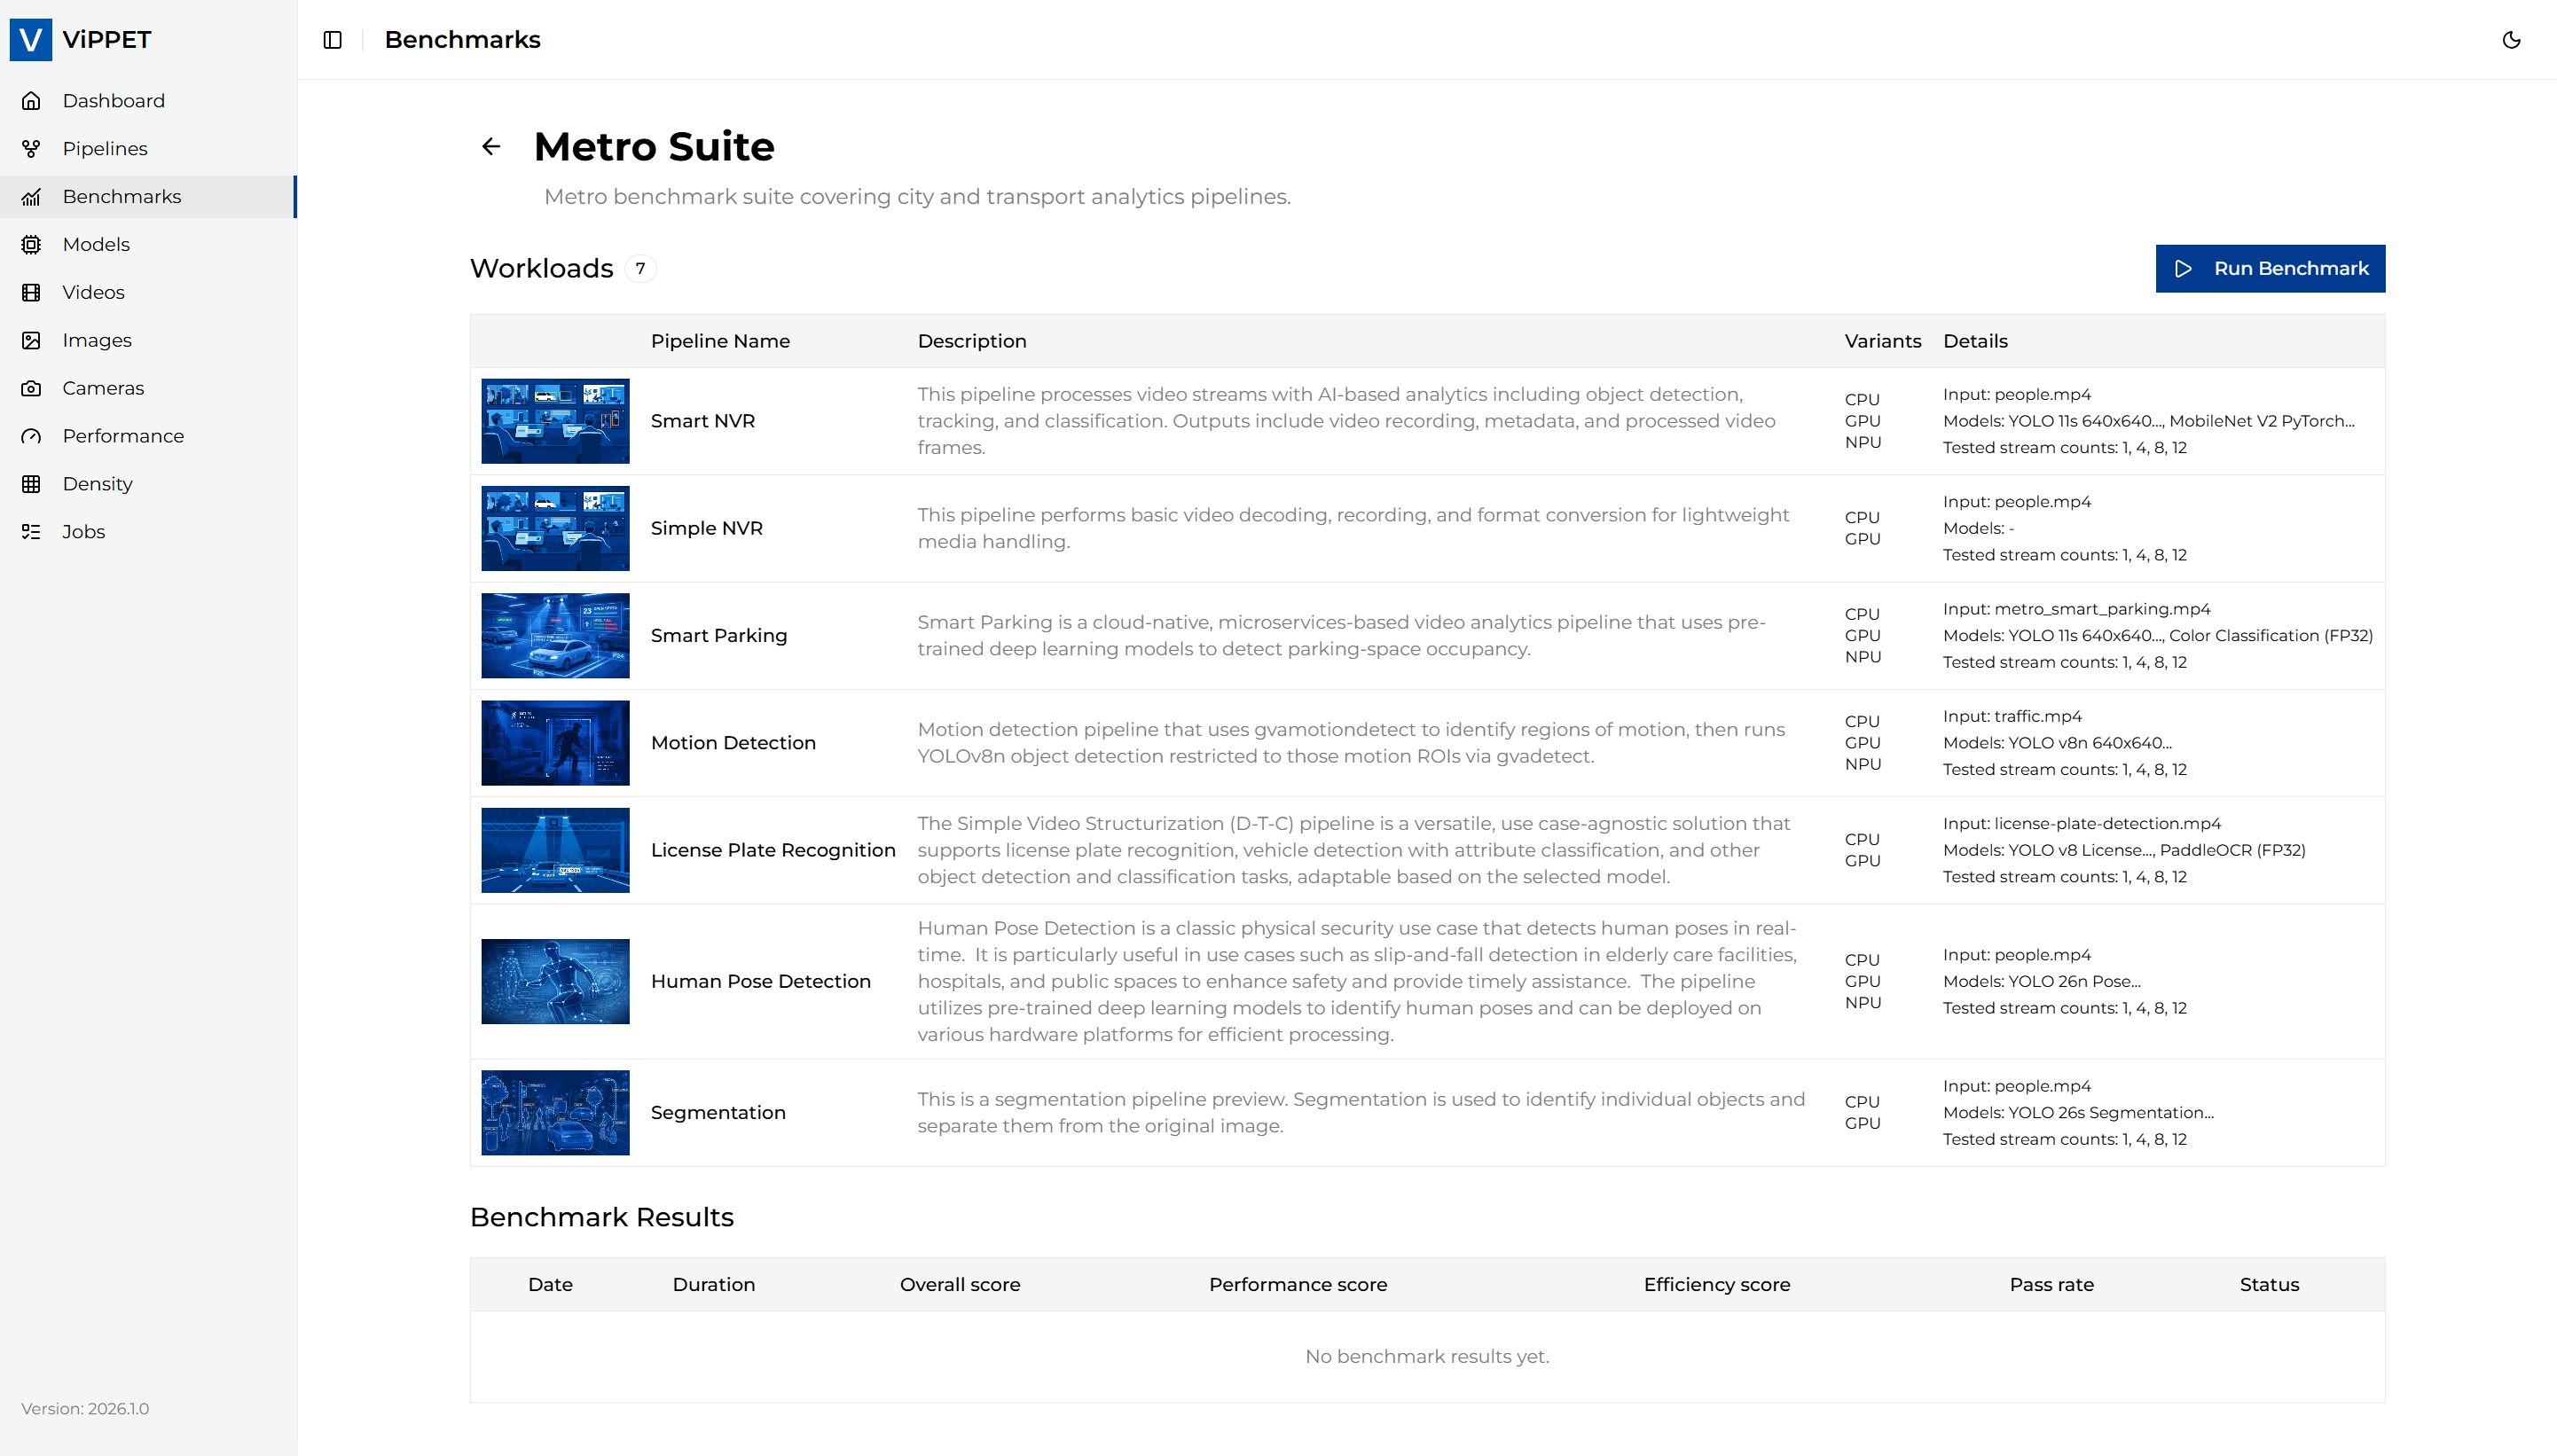 V ViPPET
Dashboard
Pipelines
Benchmarks
Models
Videos
Images
Cameras
Performance
Density
Jobs
Version: 2026.1.0
Benchmarks
Metro Suite
Metro benchmark suite covering city and transport analytics pipelines.
Workloads 7
Run Benchmark
Pipeline Name Description Variants Details
Smart NVR
This pipeline processes video streams with AI-based analytics including object detection,
tracking, and classification. Outputs include video recording, metadata, and processed video
frames.
CPU
GPU
NPU
Input: people.mp4
Models: YOLO 11s 640x640..., MobileNet V2 PyTorch...
Tested stream counts: 1, 4, 8, 12
Simple NVR
This pipeline performs basic video decoding, recording, and format conversion for lightweight
media handling.
CPU
GPU
Input: people.mp4
Models: -
Tested stream counts: 1, 4, 8, 12
Smart Parking
Smart Parking is a cloud-native, microservices-based video analytics pipeline that uses pre-
trained deep learning models to detect parking-space occupancy.
CPU
GPU
NPU
Input: metro_smart_parking.mp4
Models: YOLO 11s 640x640..., Color Classification (FP32)
Tested stream counts: 1, 4, 8, 12
Motion Detection
Motion detection pipeline that uses gvamotiondetect to identify regions of motion, then runs
YOLOv8n object detection restricted to those motion ROIs via gvadetect.
CPU
GPU
NPU
Input: traffic.mp4
Models: YOLO v8n 640x640...
Tested stream counts: 1, 4, 8, 12
License Plate Recognition
The Simple Video Structurization (D-T-C) pipeline is a versatile, use case-agnostic solution that
supports license plate recognition, vehicle detection with attribute classification, and other
object detection and classification tasks, adaptable based on the selected model.
CPU
GPU
Input: license-plate-detection.mp4
Models: YOLO v8 License..., PaddleOCR (FP32)
Tested stream counts: 1, 4, 8, 12
Human Pose Detection
Human Pose Detection is a classic physical security use case that detects human poses in real-
time. It is particularly useful in use cases such as slip-and-fall detection in elderly care facilities,
hospitals, and public spaces to enhance safety and provide timely assistance. The pipeline
utilizes pre-trained deep learning models to identify human poses and can be deployed on
various hardware platforms for efficient processing.
CPU
GPU
NPU
Input: people.mp4
Models: YOLO 26n Pose...
Tested stream counts: 1, 4, 8, 12
Segmentation
This is a segmentation pipeline preview. Segmentation is used to identify individual objects and
separate them from the original image.
CPU
GPU
Input: people.mp4
Models: YOLO 26s Segmentation...
Tested stream counts: 1, 4, 8, 12
Benchmark Results
Date Duration Overall score Performance score Efficiency score Pass rate Status
No benchmark results yet.